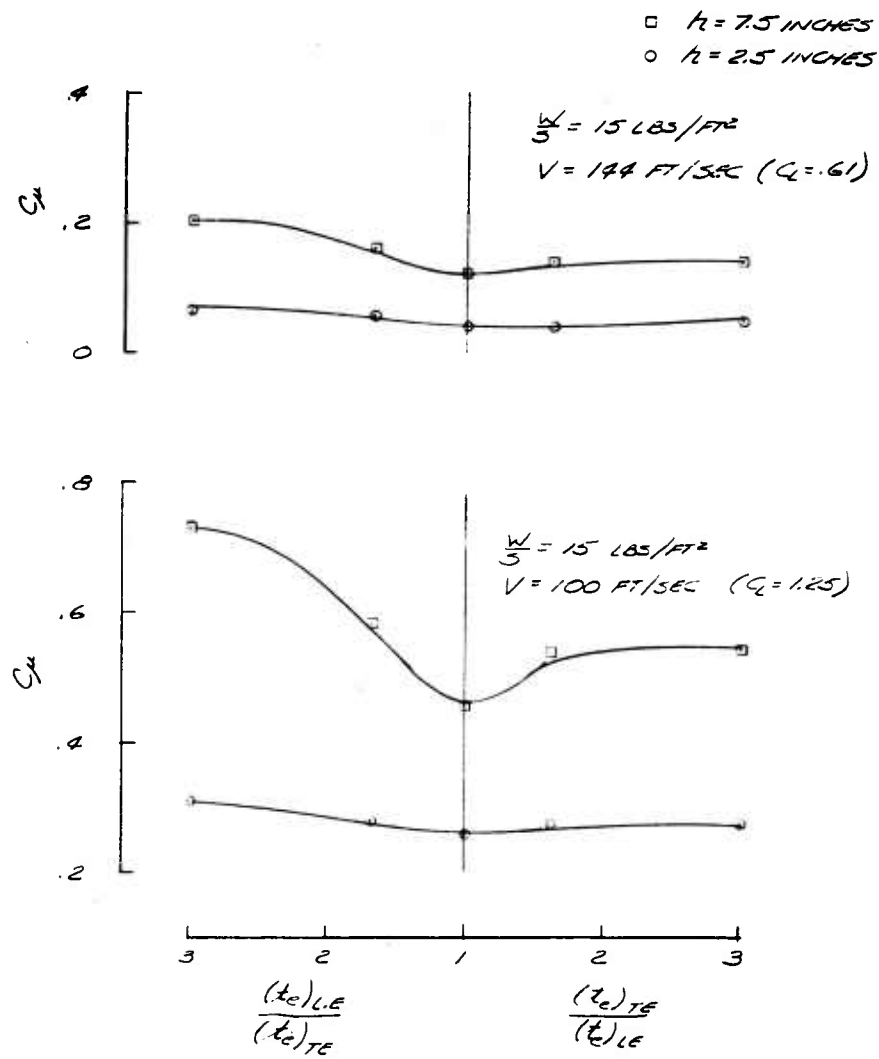 □ h = 7.5 INCHES
○ h = 2.5 INCHES
.4
.2
0
Cμ
W/S = 15 LBS/FT²
V = 144 FT/SEC (CL=.61)
.8
.6
.4
.2
Cμ
W/S = 15 LBS/FT²
V = 100 FT/SEC (CL=1.25)
3 2 1 2 3
(te)L.E / (te)TE
(te)TE / (te)LE